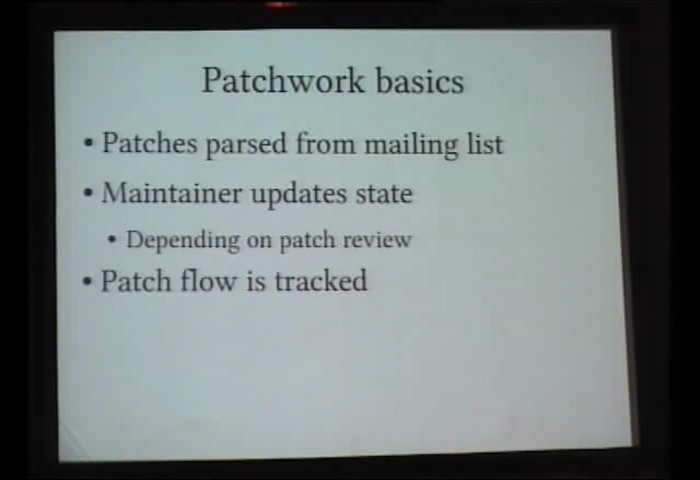 Patchwork basics
• Patches parsed from mailing list
• Maintainer updates state
• Depending on patch review
• Patch flow is tracked